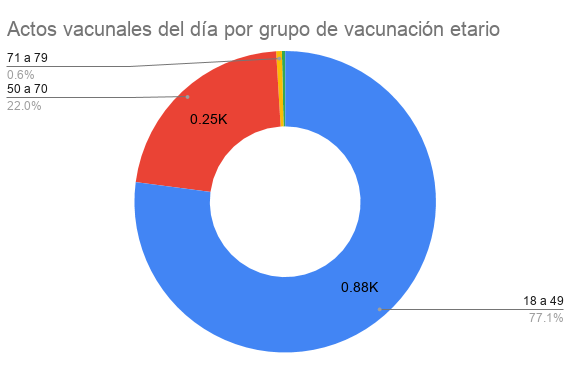 Actos vacunales del día por grupo de vacunación etario
71 a 79
0.6%
50 a 70
22.0%
0.25K
0.88K
18 a 49
77.1%